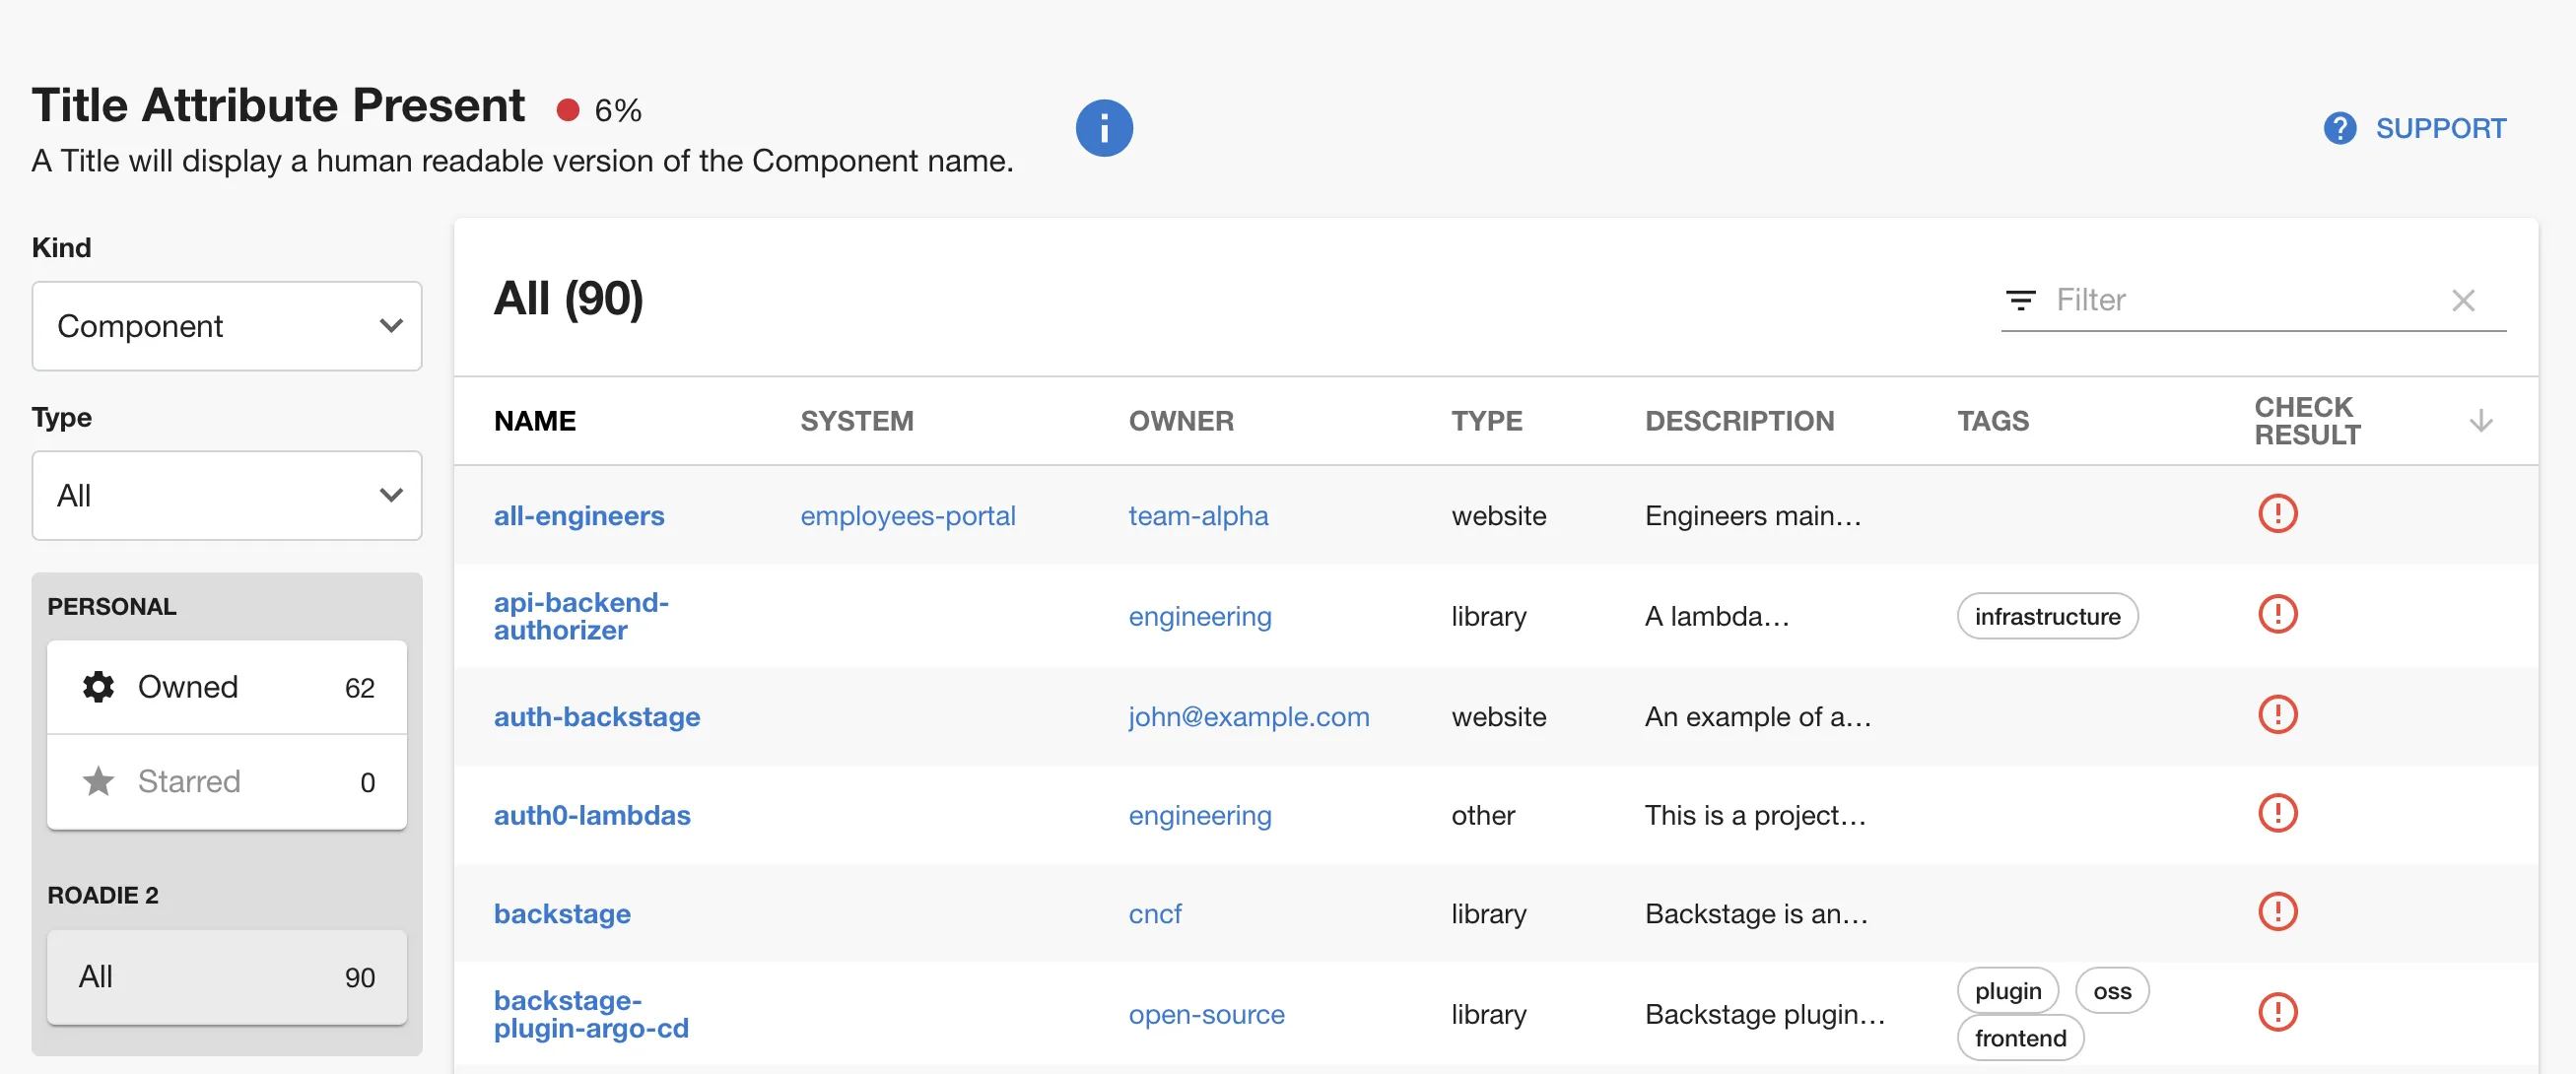 Title Attribute Present 6%
A Title will display a human readable version of the Component name.
SUPPORT
Kind
Component
Type
All
PERSONAL
Owned 62
Starred 0
ROADIE 2
All 90
All (90)
Filter
NAME SYSTEM OWNER TYPE DESCRIPTION TAGS CHECK RESULT
all-engineers employees-portal team-alpha website Engineers main…
api-backend-authorizer engineering library A lambda… infrastructure
auth-backstage john@example.com website An example of a…
auth0-lambdas engineering other This is a project…
backstage cncf library Backstage is an…
backstage-plugin-argo-cd open-source library Backstage plugin… plugin oss frontend